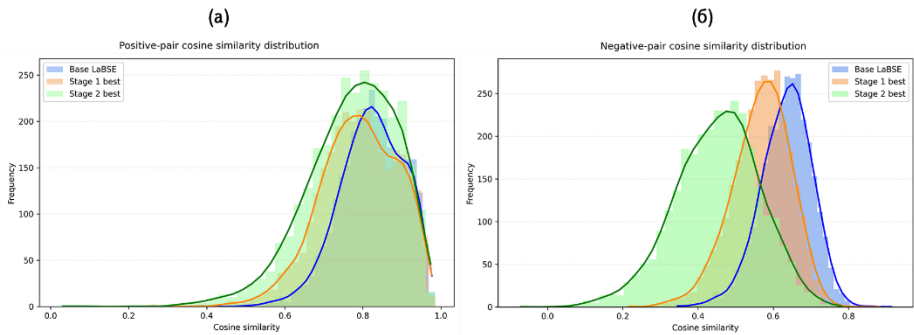 (а)
Positive-pair cosine similarity distribution
Base LaBSE
Stage 1 best
Stage 2 best
250
200
150
100
50
0
Frequency
0.0 0.2 0.4 0.6 0.8 1.0
Cosine similarity
(б)
Negative-pair cosine similarity distribution
Base LaBSE
Stage 1 best
Stage 2 best
250
200
150
100
50
0
Frequency
0.0 0.2 0.4 0.6 0.8
Cosine similarity